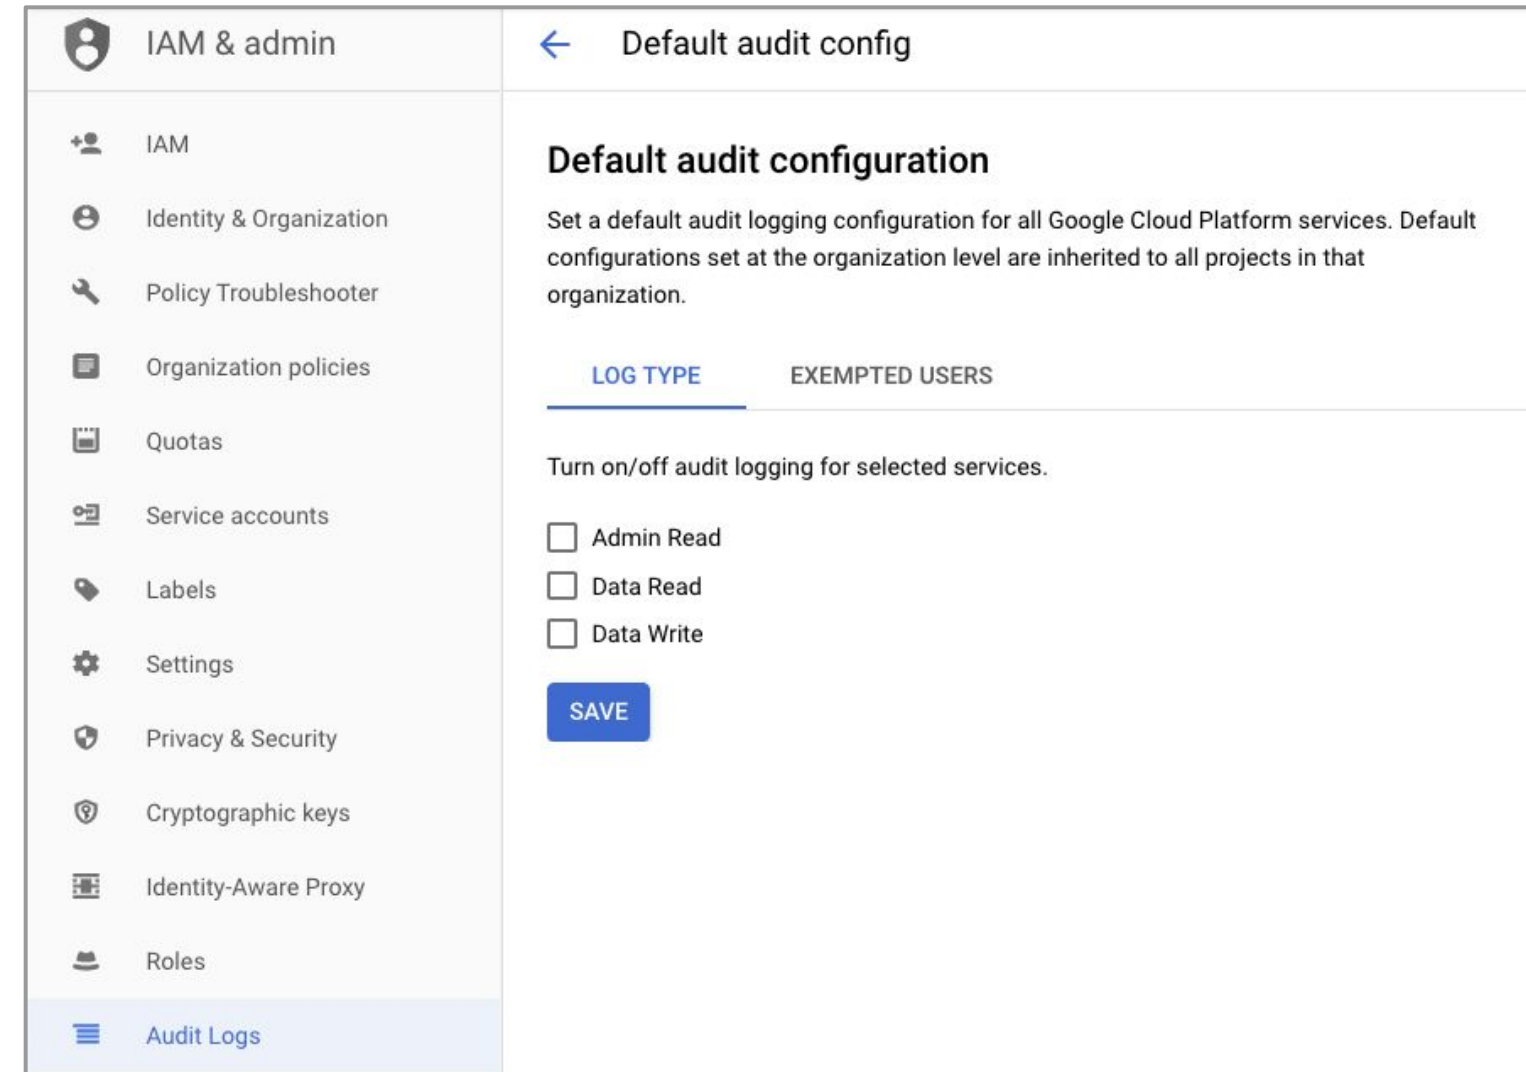 IAM & admin
IAM
Identity & Organization
Policy Troubleshooter
Organization policies
Quotas
Service accounts
Labels
Settings
Privacy & Security
Cryptographic keys
Identity-Aware Proxy
Roles
Audit Logs
Default audit config
Default audit configuration
Set a default audit logging configuration for all Google Cloud Platform services. Default
configurations set at the organization level are inherited to all projects in that
organization.
LOG TYPE EXEMPTED USERS
Turn on/off audit logging for selected services.
Admin Read
Data Read
Data Write
SAVE